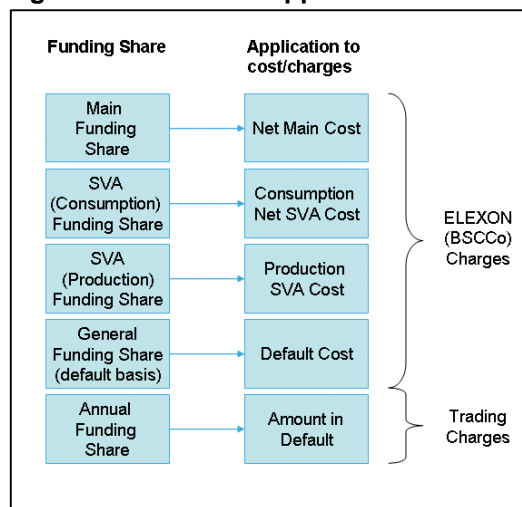 Funding Share
Application to
cost/charges
Main
Funding
Share
Net Main Cost
SVA
(Consumption)
Funding Share
Consumption
Net SVA Cost
SVA
(Production)
Funding Share
Production
SVA Cost
General
Funding Share
(default basis)
Default Cost
Annual
Funding
Share
Amount in
Default
ELEXON
(BSCCo)
Charges
Trading
Charges